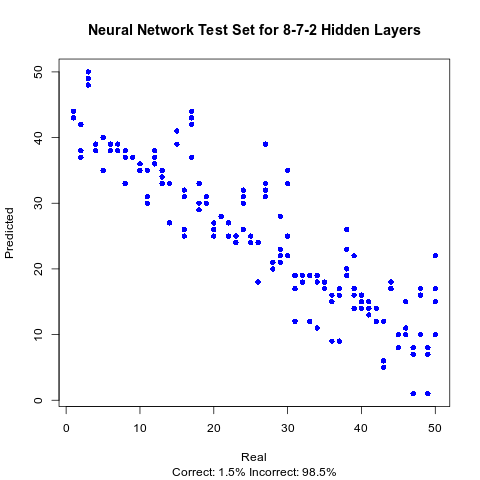 Neural Network Test Set for 8-7-2 Hidden Layers
50
40
30
20
10
0
Predicted
0 10 20 30 40 50
Real
Correct: 1.5% Incorrect: 98.5%